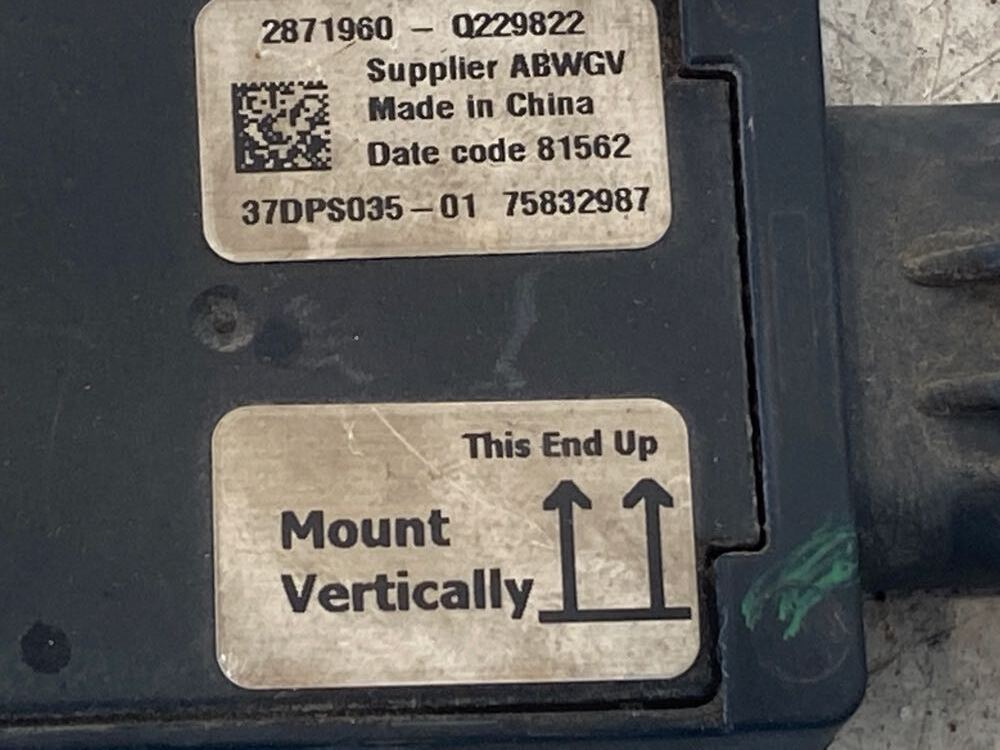 2871960 – Q229822
Supplier ABWGV
Made in China
Date code 81562
37DPS035–01 75832987
This End Up
Mount
Vertically